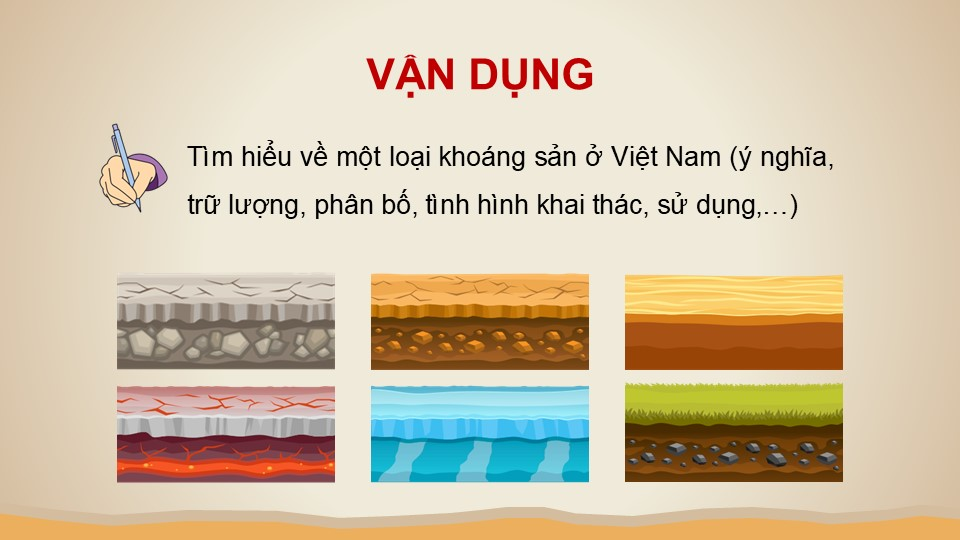 VẬN DỤNG
Tìm hiểu về một loại khoáng sản ở Việt Nam (ý nghĩa,
trữ lượng, phân bố, tình hình khai thác, sử dụng,…)